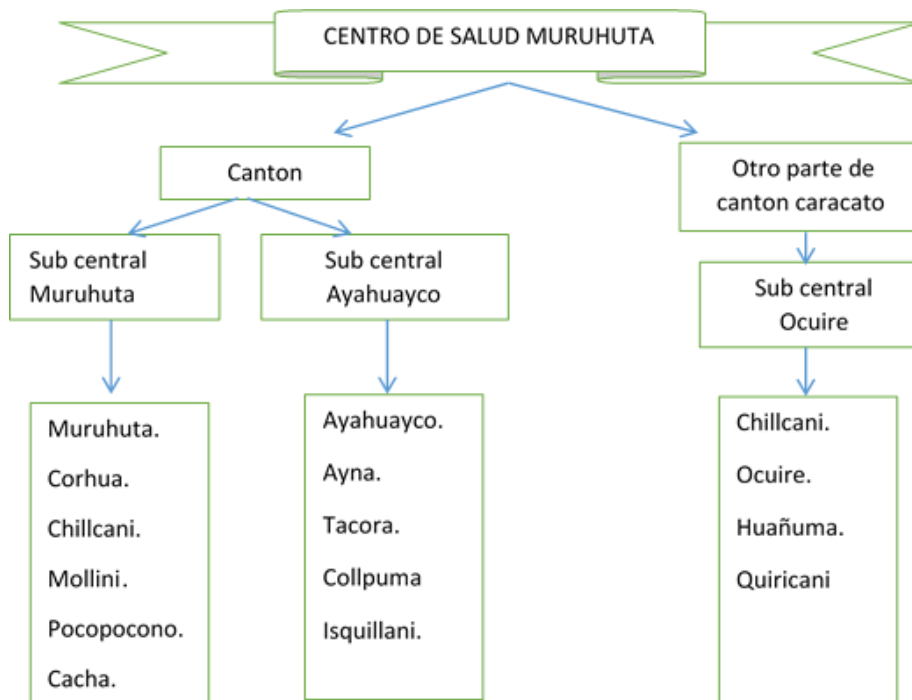 CENTRO DE SALUD MURUHUTA
Canton
Otro parte de
canton caracato
Sub central
Muruhuta
Sub central
Ayahuayco
Sub central
Ocuire
Muruhuta.
Corhua.
Chillcani.
Mollini.
Pocopocono.
Cacha.
Ayahuayco.
Ayna.
Tacora.
Collpuma
Isquillani.
Chillcani.
Ocuire.
Huañuma.
Quiricani